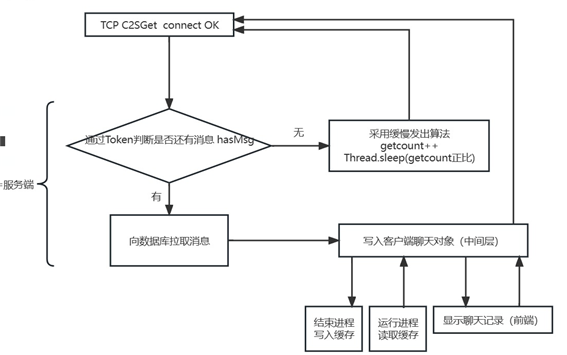 TCP C2SGet connect OK
通过Token判断是否还有消息 hasMsg
无
采用缓慢发出算法
getcount++
Thread.sleep(getcount正比)
服务端
有
向数据库拉取消息
写入客户端聊天对象（中间层）
结束进程
写入缓存
运行进程
读取缓存
显示聊天记录（前端）